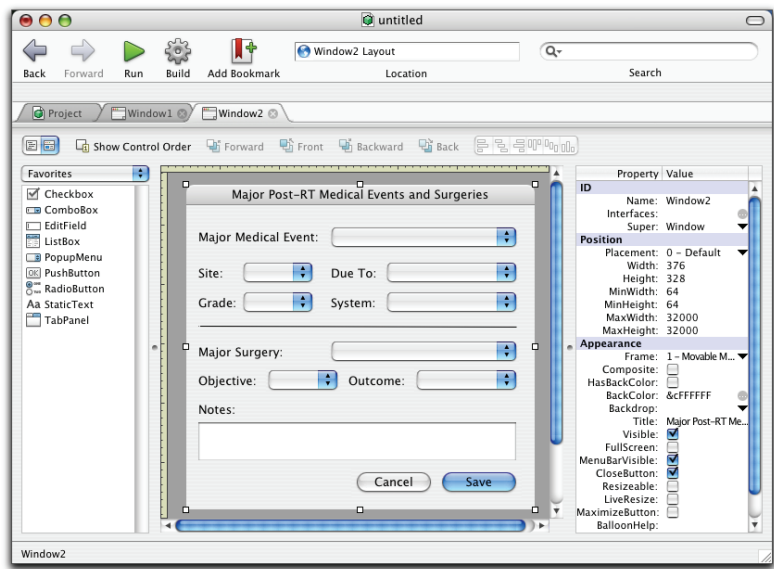 untitled
Back Forward Run Build Add Bookmark Window2 Layout Location Search
Project Window1 Window2
Show Control Order Forward Front Backward Back
Favorites
Checkbox
ComboBox
EditField
ListBox
PopupMenu
PushButton
RadioButton
Aa StaticText
TabPanel
Major Post-RT Medical Events and Surgeries
Major Medical Event:
Site: Due To:
Grade: System:
Major Surgery:
Objective: Outcome:
Notes:
Cancel Save
Property Value
ID
Name: Window2
Interfaces:
Super: Window
Position
Placement: 0 – Default
Width: 376
Height: 328
MinWidth: 64
MinHeight: 64
MaxWidth: 32000
MaxHeight: 32000
Appearance
Frame: 1 – Movable M...
Composite:
HasBackColor:
BackColor: &cFFFFFF
Backdrop:
Title: Major Post-RT Me...
Visible:
FullScreen:
MenuBarVisible:
CloseButton:
Resizeable:
LiveResize:
MaximizeButton:
BalloonHelp:
Window2